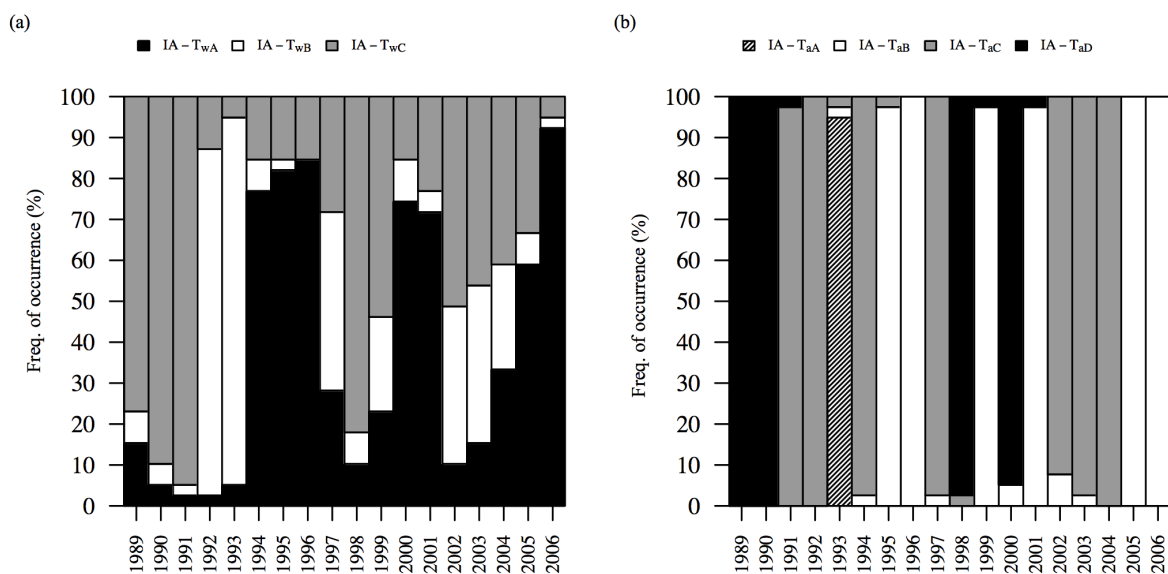 (a)
IA – TwA IA – TwB IA – TwC
Freq. of occurrence (%)
100
90
80
70
60
50
40
30
20
10
0
1989 1990 1991 1992 1993 1994 1995 1996 1997 1998 1999 2000 2001 2002 2003 2004 2005 2006
(b)
IA – TaA IA – TaB IA – TaC IA – TaD
Freq. of occurrence (%)
100
90
80
70
60
50
40
30
20
10
0
1989 1990 1991 1992 1993 1994 1995 1996 1997 1998 1999 2000 2001 2002 2003 2004 2005 2006